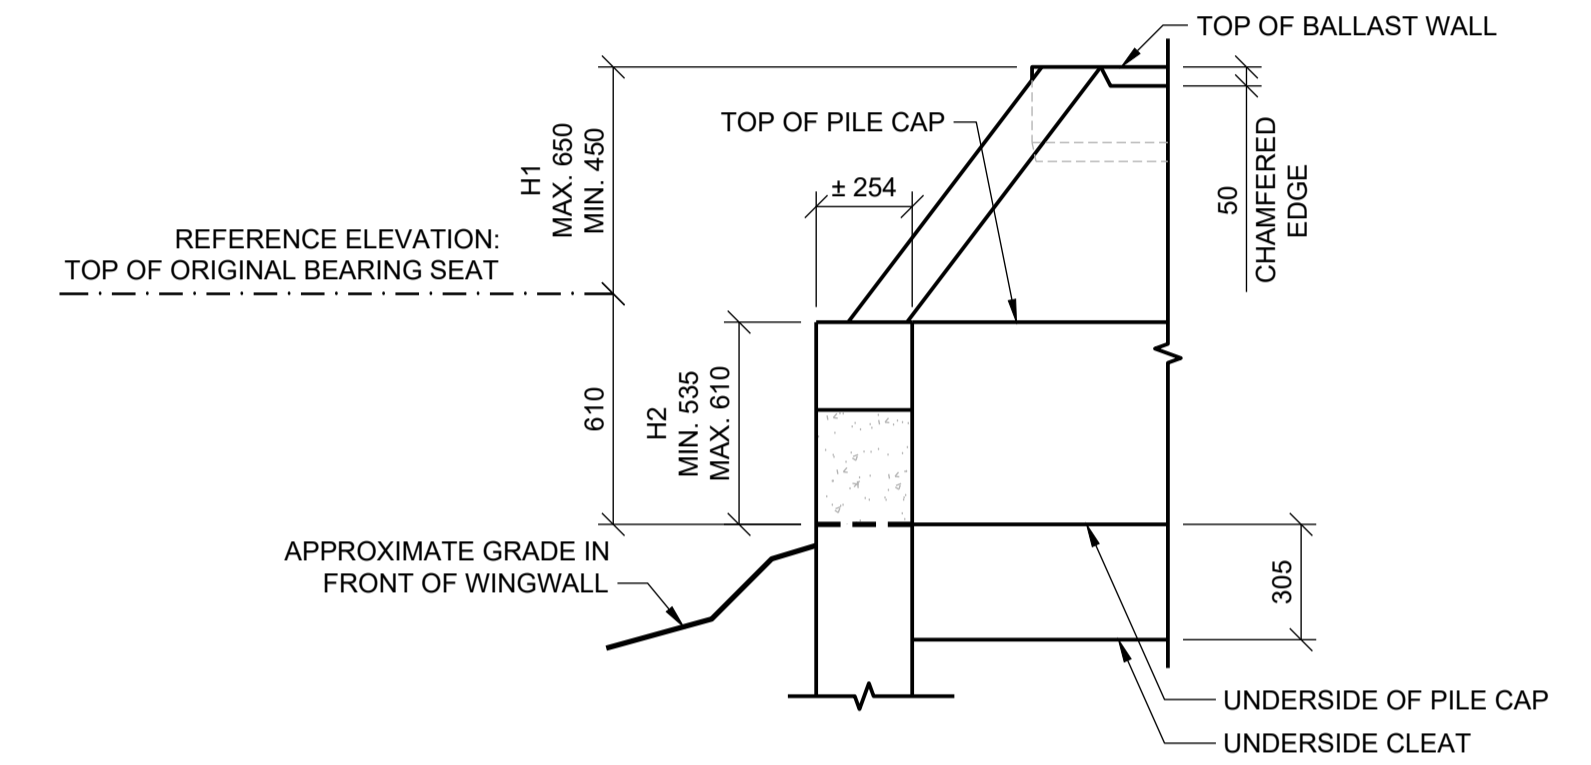 TOP OF BALLAST WALL
TOP OF PILE CAP
H1
MAX. 650
MIN. 450
± 254
50
CHAMFERED
EDGE
REFERENCE ELEVATION:
TOP OF ORIGINAL BEARING SEAT
610
H2
MIN. 535
MAX. 610
APPROXIMATE GRADE IN
FRONT OF WINGWALL
305
UNDERSIDE OF PILE CAP
UNDERSIDE CLEAT